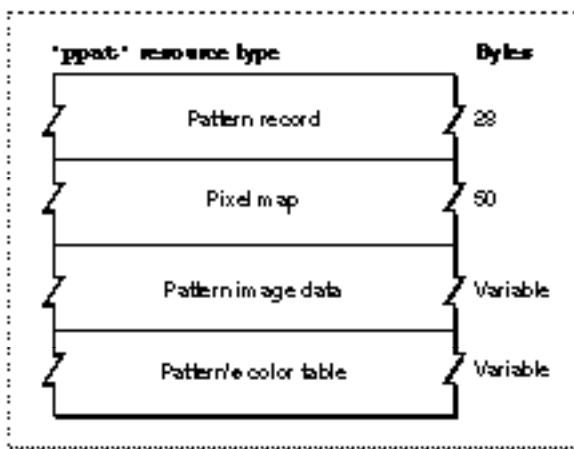 'ppat' resource type Bytes
Pattern record 28
Pixel map 50
Pattern image data Variable
Pattern's color table Variable